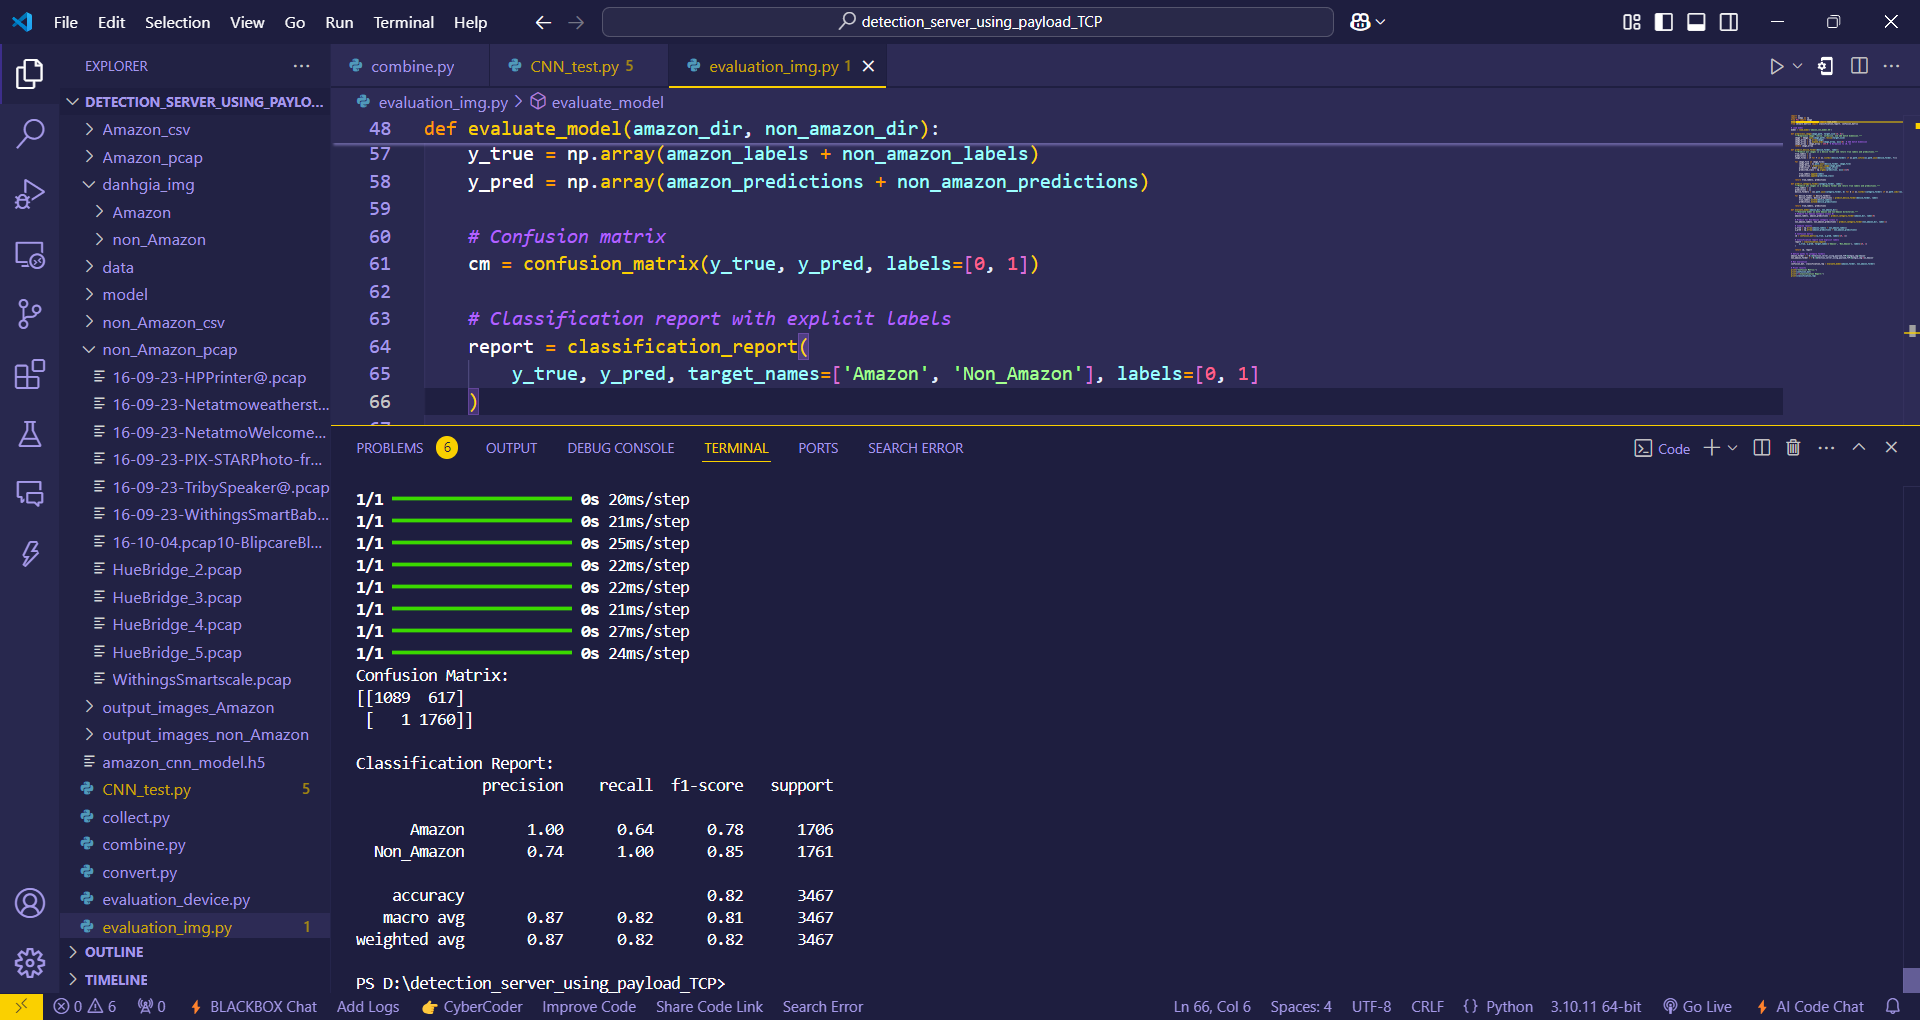 File Edit Selection View Go Run Terminal Help
detection_server_using_payload_TCP
EXPLORER
DETECTION_SERVER_USING_PAYLO...
Amazon_csv
Amazon_pcap
danhgia_img
Amazon
non_Amazon
data
model
non_Amazon_csv
non_Amazon_pcap
16-09-23-HPPrinter@.pcap
16-09-23-Netatmoweatherst...
16-09-23-NetatmoWelcome...
16-09-23-PIX-STARPhoto-fr...
16-09-23-TribySpeaker@.pcap
16-09-23-WithingsSmartBab...
16-10-04.pcap10-BlipcareBl...
HueBridge_2.pcap
HueBridge_3.pcap
HueBridge_4.pcap
HueBridge_5.pcap
WithingsSmartscale.pcap
output_images_Amazon
output_images_non_Amazon
amazon_cnn_model.h5
CNN_test.py 5
collect.py
combine.py
convert.py
evaluation_device.py
evaluation_img.py 1
OUTLINE
TIMELINE
combine.py
CNN_test.py 5
evaluation_img.py 1
evaluation_img.py > evaluate_model
48 def evaluate_model(amazon_dir, non_amazon_dir):
57 y_true = np.array(amazon_labels + non_amazon_labels)
58 y_pred = np.array(amazon_predictions + non_amazon_predictions)
59
60 # Confusion matrix
61 cm = confusion_matrix(y_true, y_pred, labels=[0, 1])
62
63 # Classification report with explicit labels
64 report = classification_report(
65 y_true, y_pred, target_names=['Amazon', 'Non_Amazon'], labels=[0, 1]
66 )
PROBLEMS 6 OUTPUT DEBUG CONSOLE TERMINAL PORTS SEARCH ERROR
Code
1/1 0s 20ms/step
1/1 0s 21ms/step
1/1 0s 25ms/step
1/1 0s 22ms/step
1/1 0s 22ms/step
1/1 0s 21ms/step
1/1 0s 27ms/step
1/1 0s 24ms/step
Confusion Matrix:
[[1089 617]
[ 1 1760]]
Classification Report:
precision recall f1-score support
Amazon 1.00 0.64 0.78 1706
Non_Amazon 0.74 1.00 0.85 1761
accuracy 0.82 3467
macro avg 0.87 0.82 0.81 3467
weighted avg 0.87 0.82 0.82 3467
PS D:\detection_server_using_payload_TCP>
0 6 0 BLACKBOX Chat Add Logs CyberCoder Improve Code Share Code Link Search Error Ln 66, Col 6 Spaces: 4 UTF-8 CRLF {} Python 3.10.11 64-bit Go Live AI Code Chat